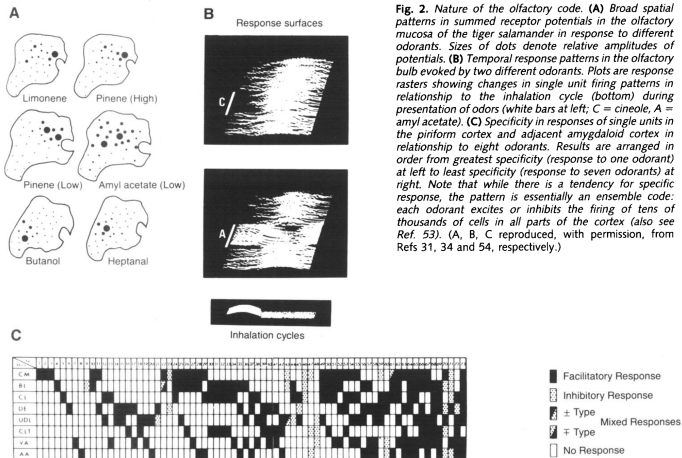 A
B
Response surfaces
Limonene
Pinene (High)
Pinene (Low)
Amyl acetate (Low)
Butanol
Heptanal
C
A
Inhalation cycles
Fig. 2. Nature of the olfactory code. (A) Broad spatial
patterns in summed receptor potentials in the olfactory
mucosa of the tiger salamander in response to different
odorants. Sizes of dots denote relative amplitudes of
potentials. (B) Temporal response patterns in the olfactory
bulb evoked by two different odorants. Plots are response
rasters showing changes in single unit firing patterns in
relationship to the inhalation cycle (bottom) during
presentation of odors (white bars at left; C = cineole, A =
amyl acetate). (C) Specificity in responses of single units in
the piriform cortex and adjacent amygdaloid cortex in
relationship to eight odorants. Results are arranged in
order from greatest specificity (response to one odorant)
at left to least specificity (response to seven odorants) at
right. Note that while there is a tendency for specific
response, the pattern is essentially an ensemble code:
each odorant excites or inhibits the firing of tens of
thousands of cells in all parts of the cortex (also see
Ref. 53). (A, B, C reproduced, with permission, from
Refs 31, 34 and 54, respectively.)
C
CM
BL
CL
DE
UDL
CLT
VA
AA
Facilitatory Response
Inhibitory Response
± Type
Mixed Responses
∓ Type
No Response